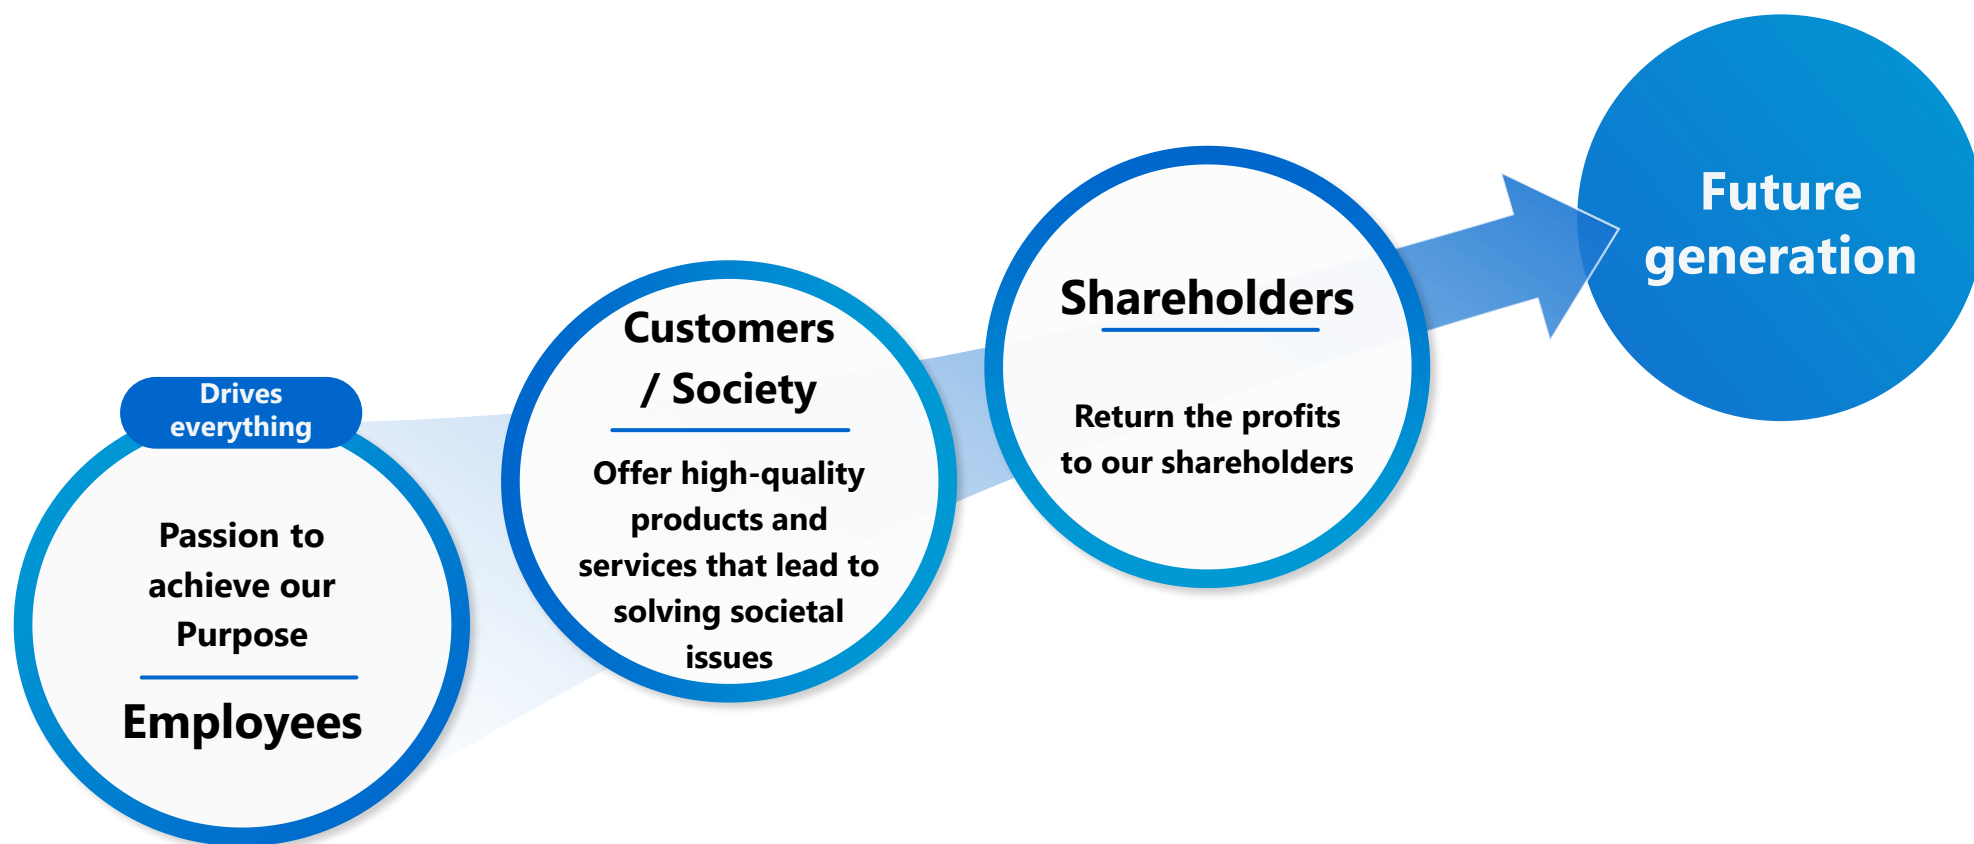 Drives
everything
Passion to
achieve our
Purpose
Employees
Customers
/ Society
Offer high-quality
products and
services that lead to
solving societal
issues
Shareholders
Return the profits
to our shareholders
Future
generation